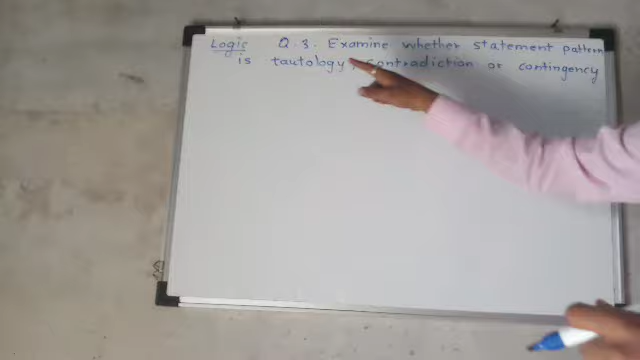 Logic Q.3. Examine whether statement pattern
is tautology, contradiction or contingency